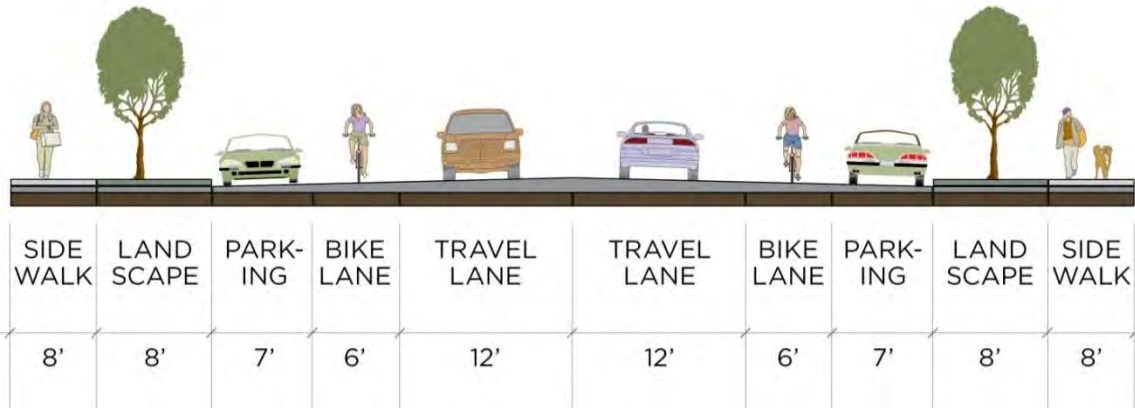 SIDE
WALK
LAND
SCAPE
PARK-
ING
BIKE
LANE
TRAVEL
LANE
TRAVEL
LANE
BIKE
LANE
PARK-
ING
LAND
SCAPE
SIDE
WALK
8’
8’
7’
6’
12’
12’
6’
7’
8’
8’